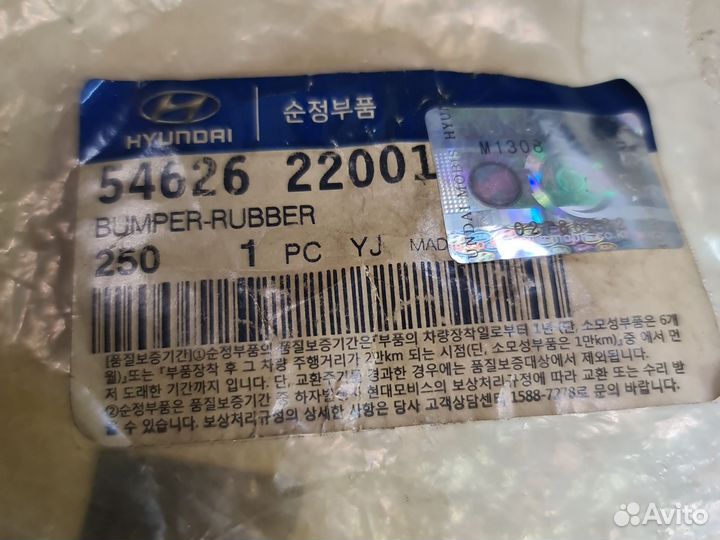 HYUNDAI
순정부품
54626 22001
M1308
BUMPER-RUBBER
250 1 PC YJ MAD
[품질보증기간] ①순정부품의 품질보증기간은 『부품의 차량장착일로부터 1년 (단, 소모성부품은 6개
월)』또는 『부품장착 후 그 차량 주행거리가 2만km 되는 시점(단, 소모성부품은 1만km)』중 에서 먼
저 도래한 기간까지 입니다. 단, 교환주기를 경과한 경우에는 품질보증대상에서 제외됩니다.
②순정부품은 품질보증기간 중 하자발생시 현대모비스의 보상처리규정에 따라 교환 또는 수리 받
을 수 있습니다. 보상처리규정의 상세한 사항은 당사 고객상담센터 1588-7278로 문의 바랍니다.
Avito